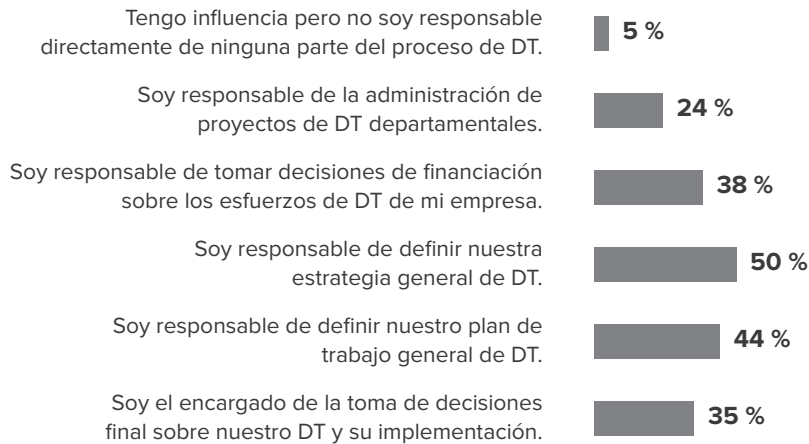 Tengo influencia pero no soy responsable
directamente de ninguna parte del proceso de DT.
5 %
Soy responsable de la administración de
proyectos de DT departamentales.
24 %
Soy responsable de tomar decisiones de financiación
sobre los esfuerzos de DT de mi empresa.
38 %
Soy responsable de definir nuestra
estrategia general de DT.
50 %
Soy responsable de definir nuestro plan de
trabajo general de DT.
44 %
Soy el encargado de la toma de decisiones
final sobre nuestro DT y su implementación.
35 %